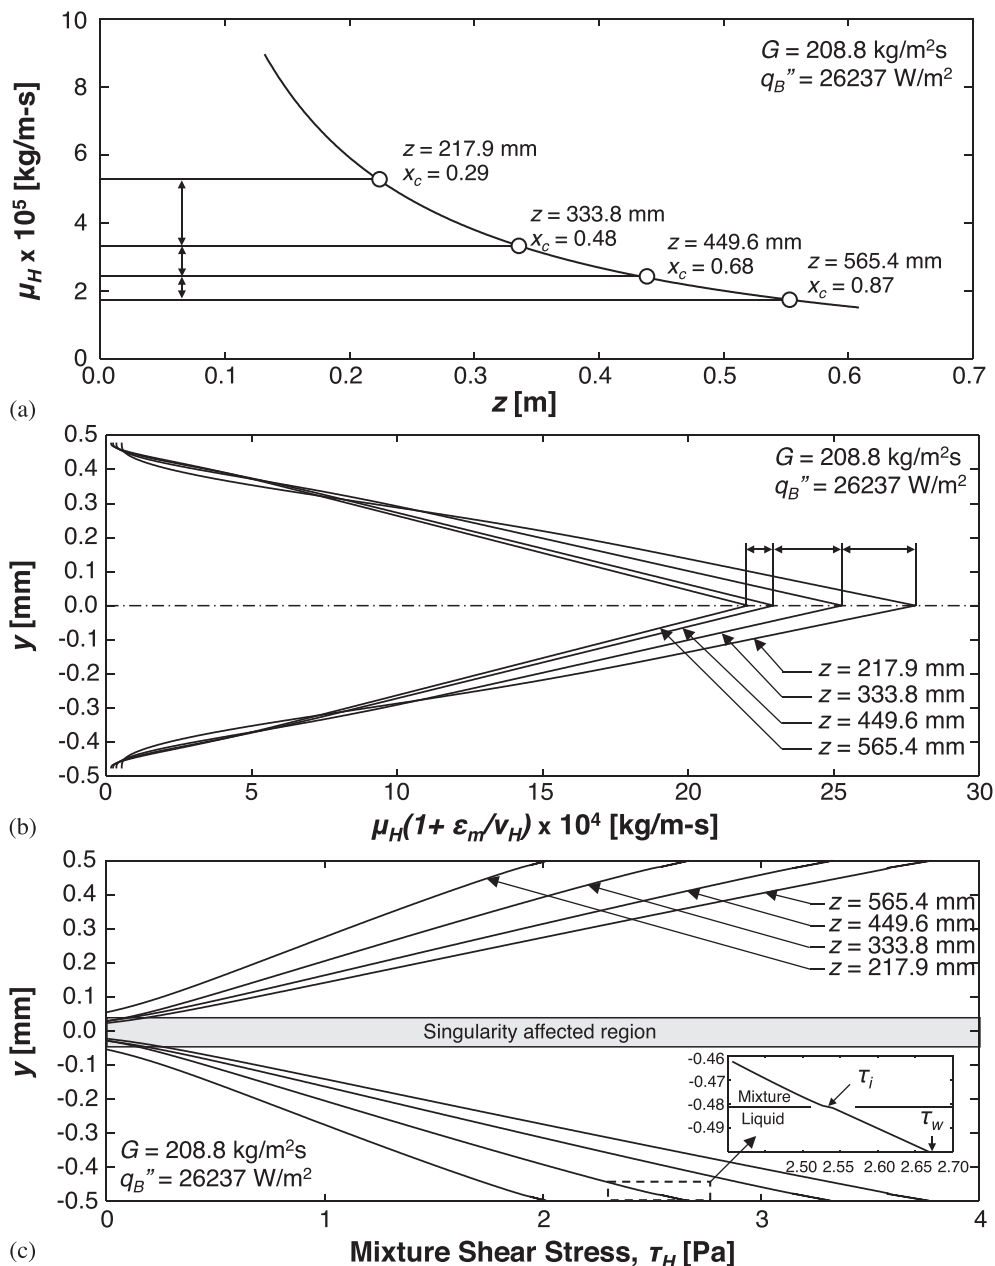 10
8
6
4
2
0
μH x 10⁵ [kg/m-s]
G = 208.8 kg/m²s
qB” = 26237 W/m²
z = 217.9 mm
xc = 0.29
z = 333.8 mm
xc = 0.48
z = 449.6 mm
xc = 0.68
z = 565.4 mm
xc = 0.87
0.0 0.1 0.2 0.3 0.4 0.5 0.6 0.7
z [m]
(a)
0.5
0.4
0.3
0.2
0.1
0.0
-0.1
-0.2
-0.3
-0.4
-0.5
y [mm]
G = 208.8 kg/m²s
qB” = 26237 W/m²
z = 217.9 mm
z = 333.8 mm
z = 449.6 mm
z = 565.4 mm
0 5 10 15 20 25 30
μH(1+ εm/νH) x 10⁴ [kg/m-s]
(b)
0.5
0.4
0.3
0.2
0.1
0.0
-0.1
-0.2
-0.3
-0.4
-0.5
y [mm]
z = 565.4 mm
z = 449.6 mm
z = 333.8 mm
z = 217.9 mm
Singularity affected region
-0.46
-0.47
-0.48
-0.49
Mixture
Liquid
τi
τw
2.50 2.55 2.60 2.65 2.70
G = 208.8 kg/m²s
qB” = 26237 W/m²
0 1 2 3 4
Mixture Shear Stress, τH [Pa]
(c)